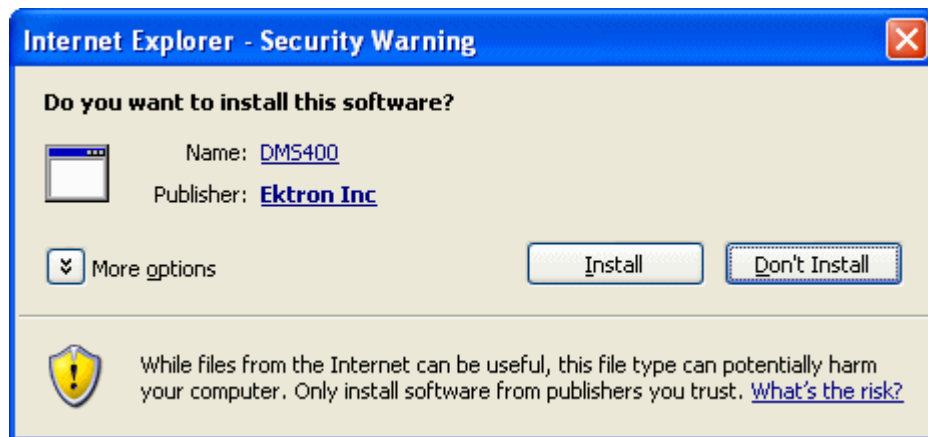 Internet Explorer - Security Warning
Do you want to install this software?
Name: DMS400
Publisher: Ektron Inc
More options
Install
Don't Install
While files from the Internet can be useful, this file type can potentially harm
your computer. Only install software from publishers you trust. What's the risk?